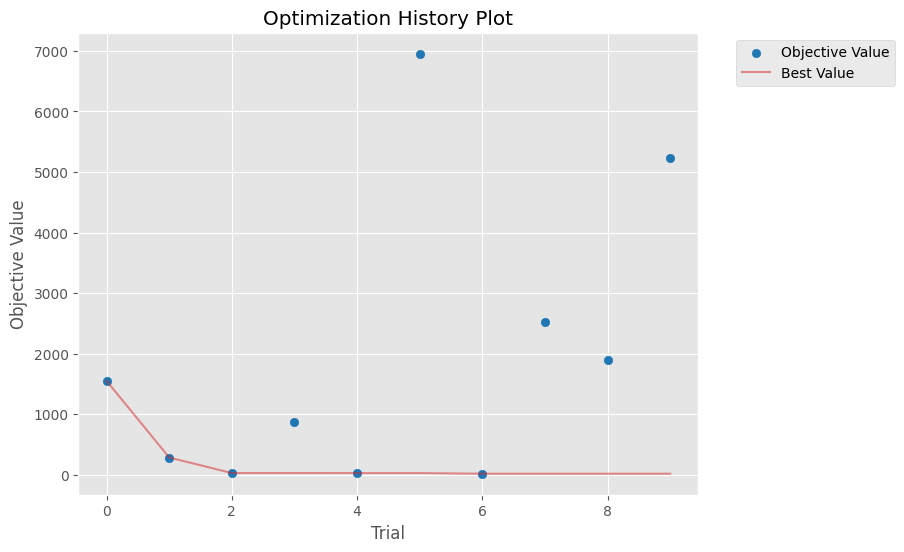 Optimization History Plot
Objective Value
Best Value
7000
6000
5000
4000
3000
2000
1000
0
Objective Value
0 2 4 6 8
Trial